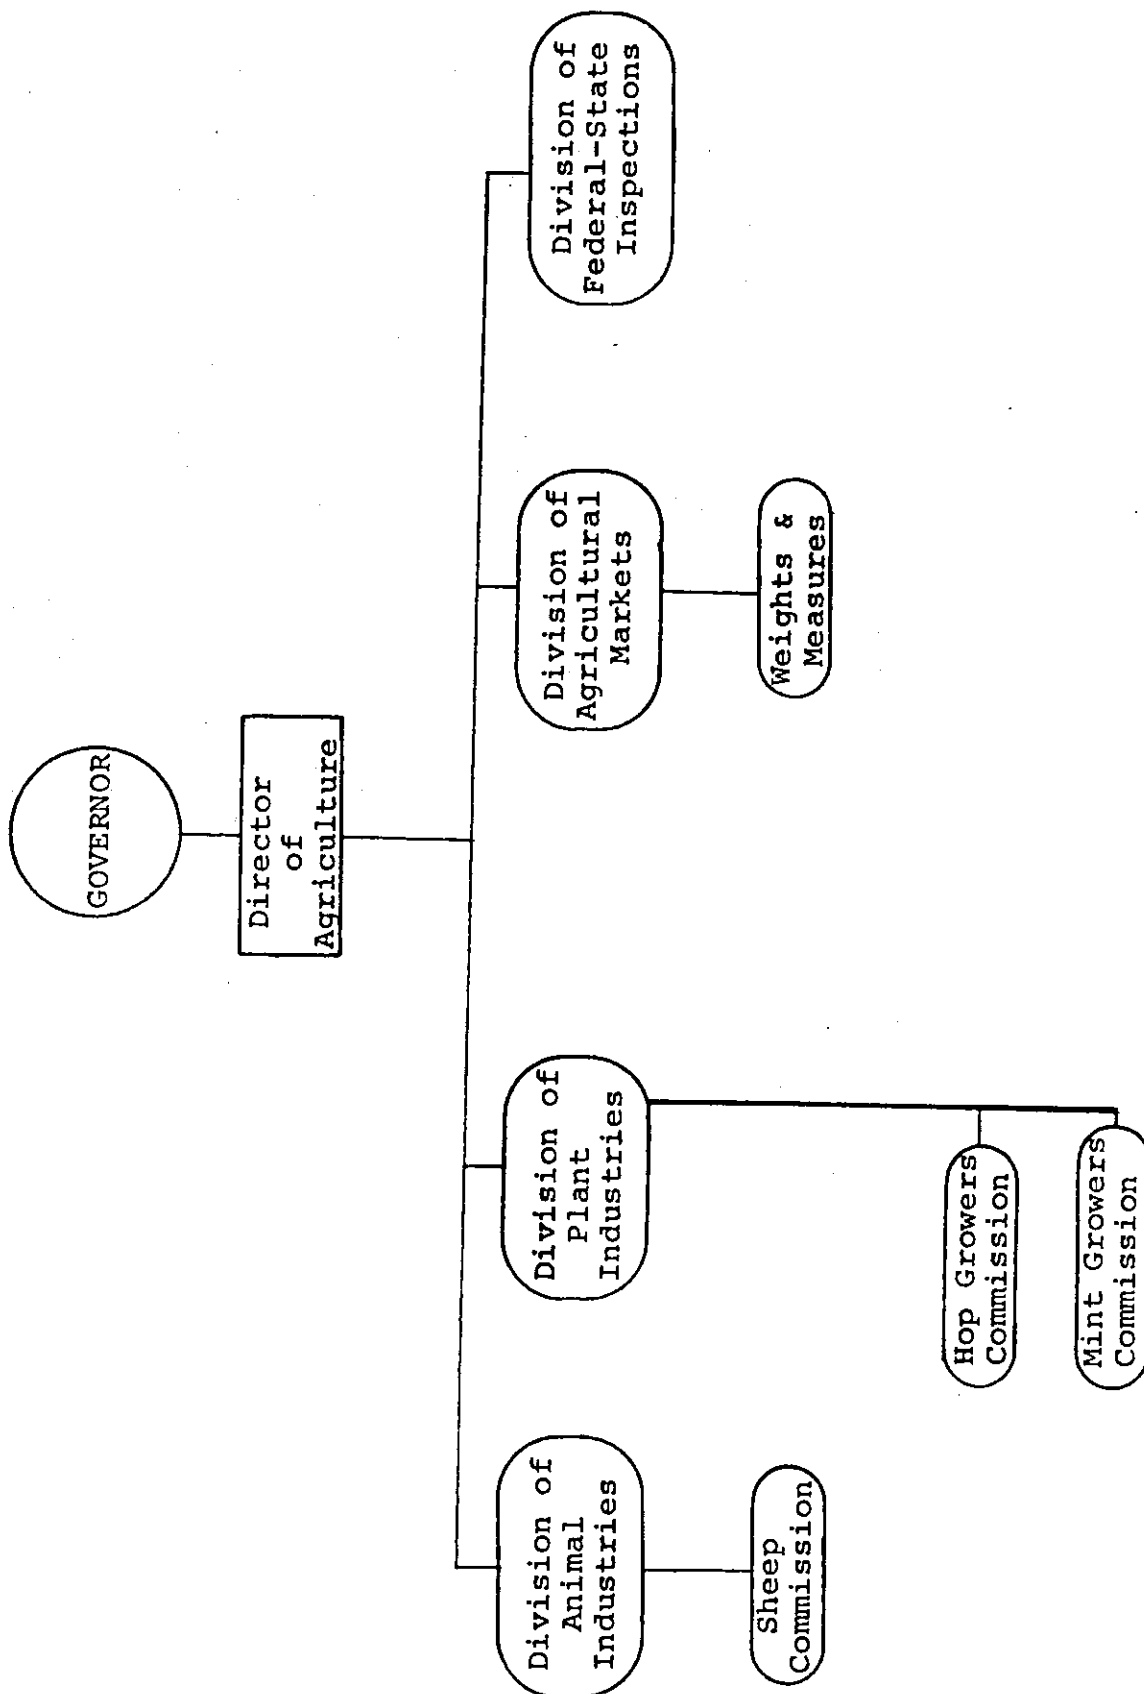 GOVERNOR
Director
of
Agriculture
Division of
Animal
Industries
Division of
Plant
Industries
Division of
Agricultural
Markets
Division of
Federal-State
Inspections
Sheep
Commission
Weights &
Measures
Hop Growers
Commission
Mint Growers
Commission